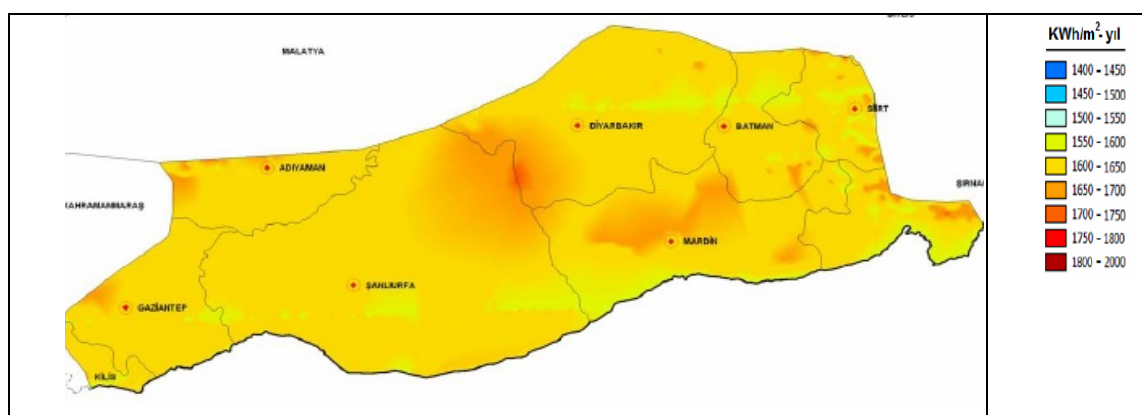 MALATYA
DİYARBAKIR
BATMAN
SİİRT
ADIYAMAN
KAHRAMANMARAŞ
ŞIRNAK
MARDİN
ŞANLIURFA
GAZİANTEP
KİLİS
KWh/m²- yıl
1400 - 1450
1450 - 1500
1500 - 1550
1550 - 1600
1600 - 1650
1650 - 1700
1700 - 1750
1750 - 1800
1800 - 2000